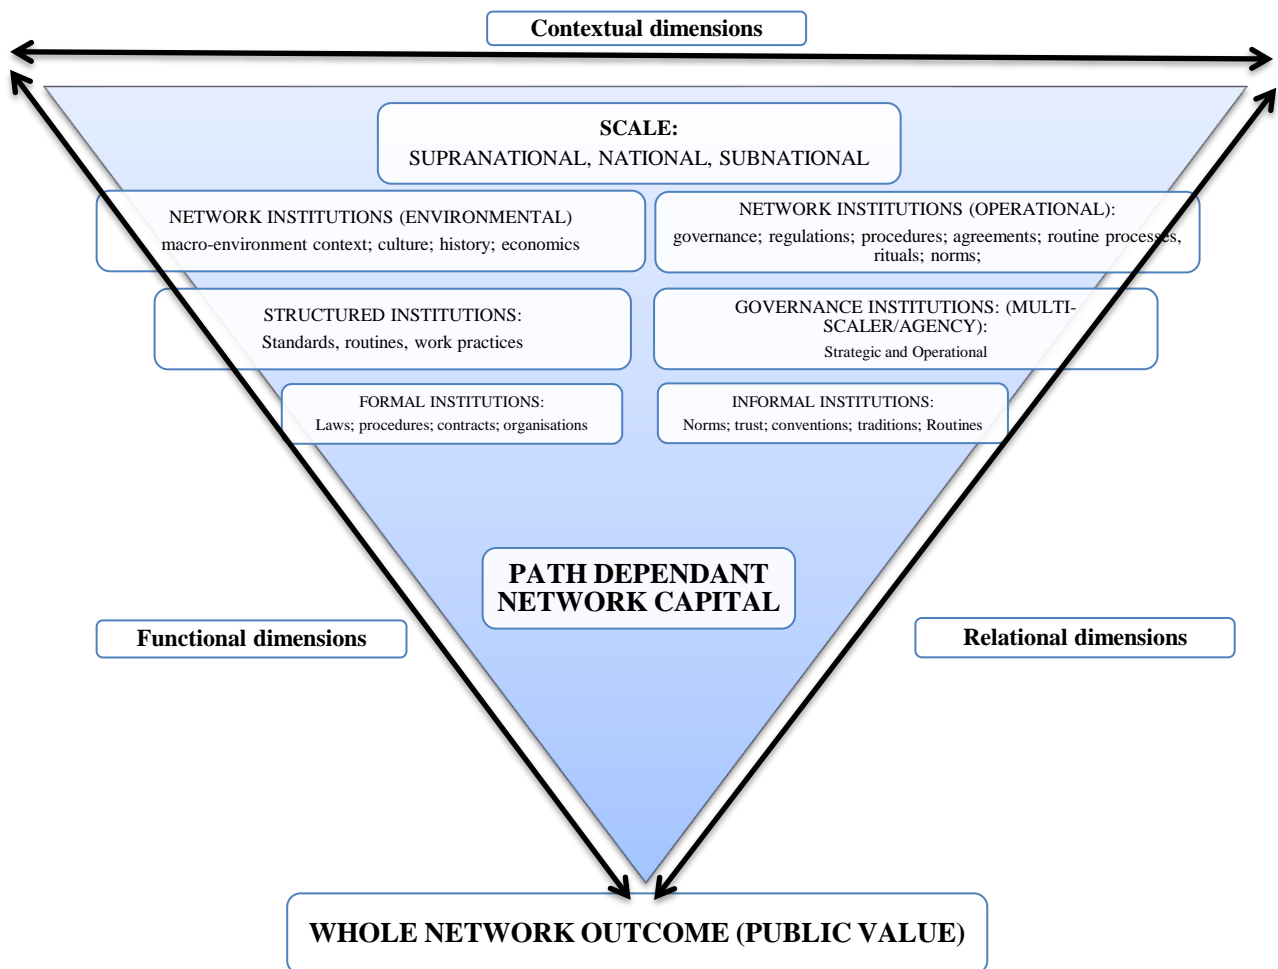 Contextual dimensions
SCALE:
SUPRANATIONAL, NATIONAL, SUBNATIONAL
NETWORK INSTITUTIONS (ENVIRONMENTAL)
macro-environment context; culture; history; economics
NETWORK INSTITUTIONS (OPERATIONAL):
governance; regulations; procedures; agreements; routine processes,
rituals; norms;
STRUCTURED INSTITUTIONS:
Standards, routines, work practices
GOVERNANCE INSTITUTIONS: (MULTI-
SCALER/AGENCY):
Strategic and Operational
FORMAL INSTITUTIONS:
Laws; procedures; contracts; organisations
INFORMAL INSTITUTIONS:
Norms; trust; conventions; traditions; Routines
PATH DEPENDANT
NETWORK CAPITAL
Functional dimensions
Relational dimensions
WHOLE NETWORK OUTCOME (PUBLIC VALUE)